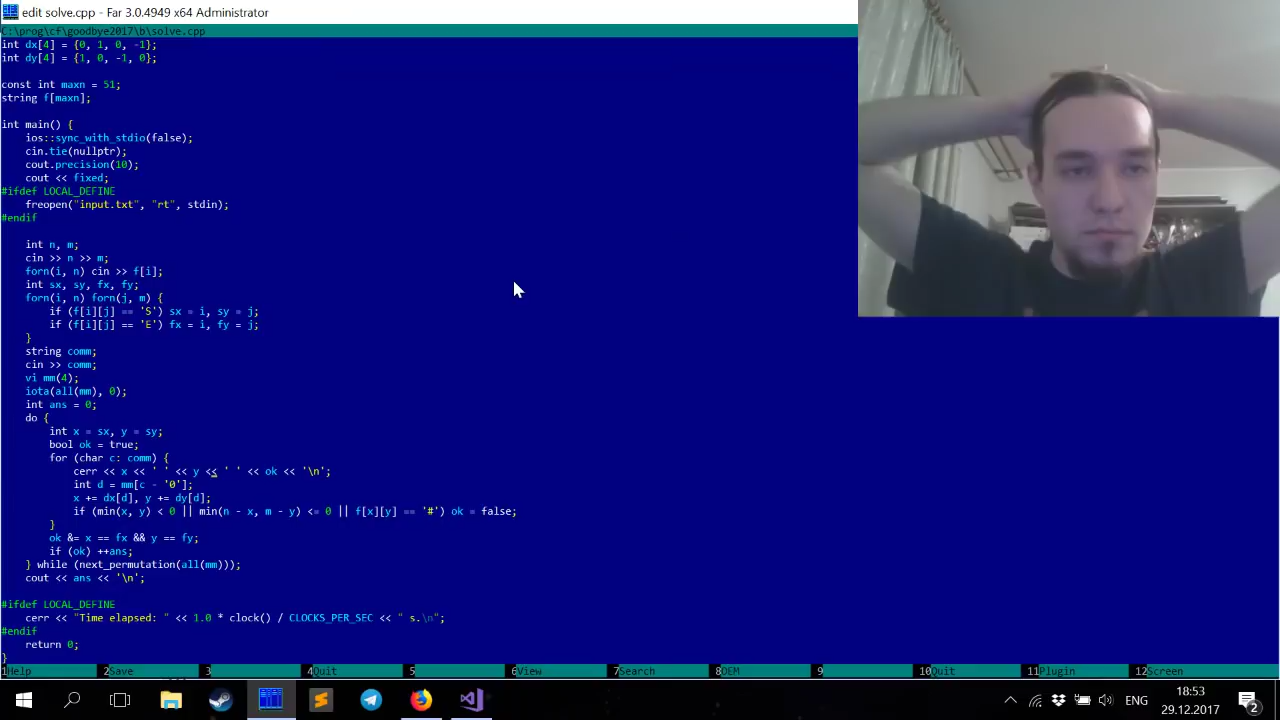 edit solve.cpp - Far 3.0.4949 x64 Administrator
C:\prog\cf\goodbye2017\b\solve.cpp
int dx[4] = {0, 1, 0, -1};
int dy[4] = {1, 0, -1, 0};
const int maxn = 51;
string f[maxn];
int main() {
ios::sync_with_stdio(false);
cin.tie(nullptr);
cout.precision(10);
cout << fixed;
#ifdef LOCAL_DEFINE
freopen("input.txt", "rt", stdin);
#endif
int n, m;
cin >> n >> m;
forn(i, n) cin >> f[i];
int sx, sy, fx, fy;
forn(i, n) forn(j, m) {
if (f[i][j] == 'S') sx = i, sy = j;
if (f[i][j] == 'E') fx = i, fy = j;
}
string comm;
cin >> comm;
vi mm(4);
iota(all(mm), 0);
int ans = 0;
do {
int x = sx, y = sy;
bool ok = true;
for (char c: comm) {
cerr << x << ' ' << y << ' ' << ok << '\n';
int d = mm[c - '0'];
x += dx[d], y += dy[d];
if (min(x, y) < 0 || min(n - x, m - y) <= 0 || f[x][y] == '#') ok = false;
}
ok &= x == fx && y == fy;
if (ok) ++ans;
} while (next_permutation(all(mm)));
cout << ans << '\n';
#ifdef LOCAL_DEFINE
cerr << "Time elapsed: " << 1.0 * clock() / CLOCKS_PER_SEC << " s.\n";
#endif
return 0;
}
1Help 2Save 3 4Quit 5 6View 7Search 8OEM 9 10Quit 11Plugin 12Screen
ENG
18:53
29.12.2017
2